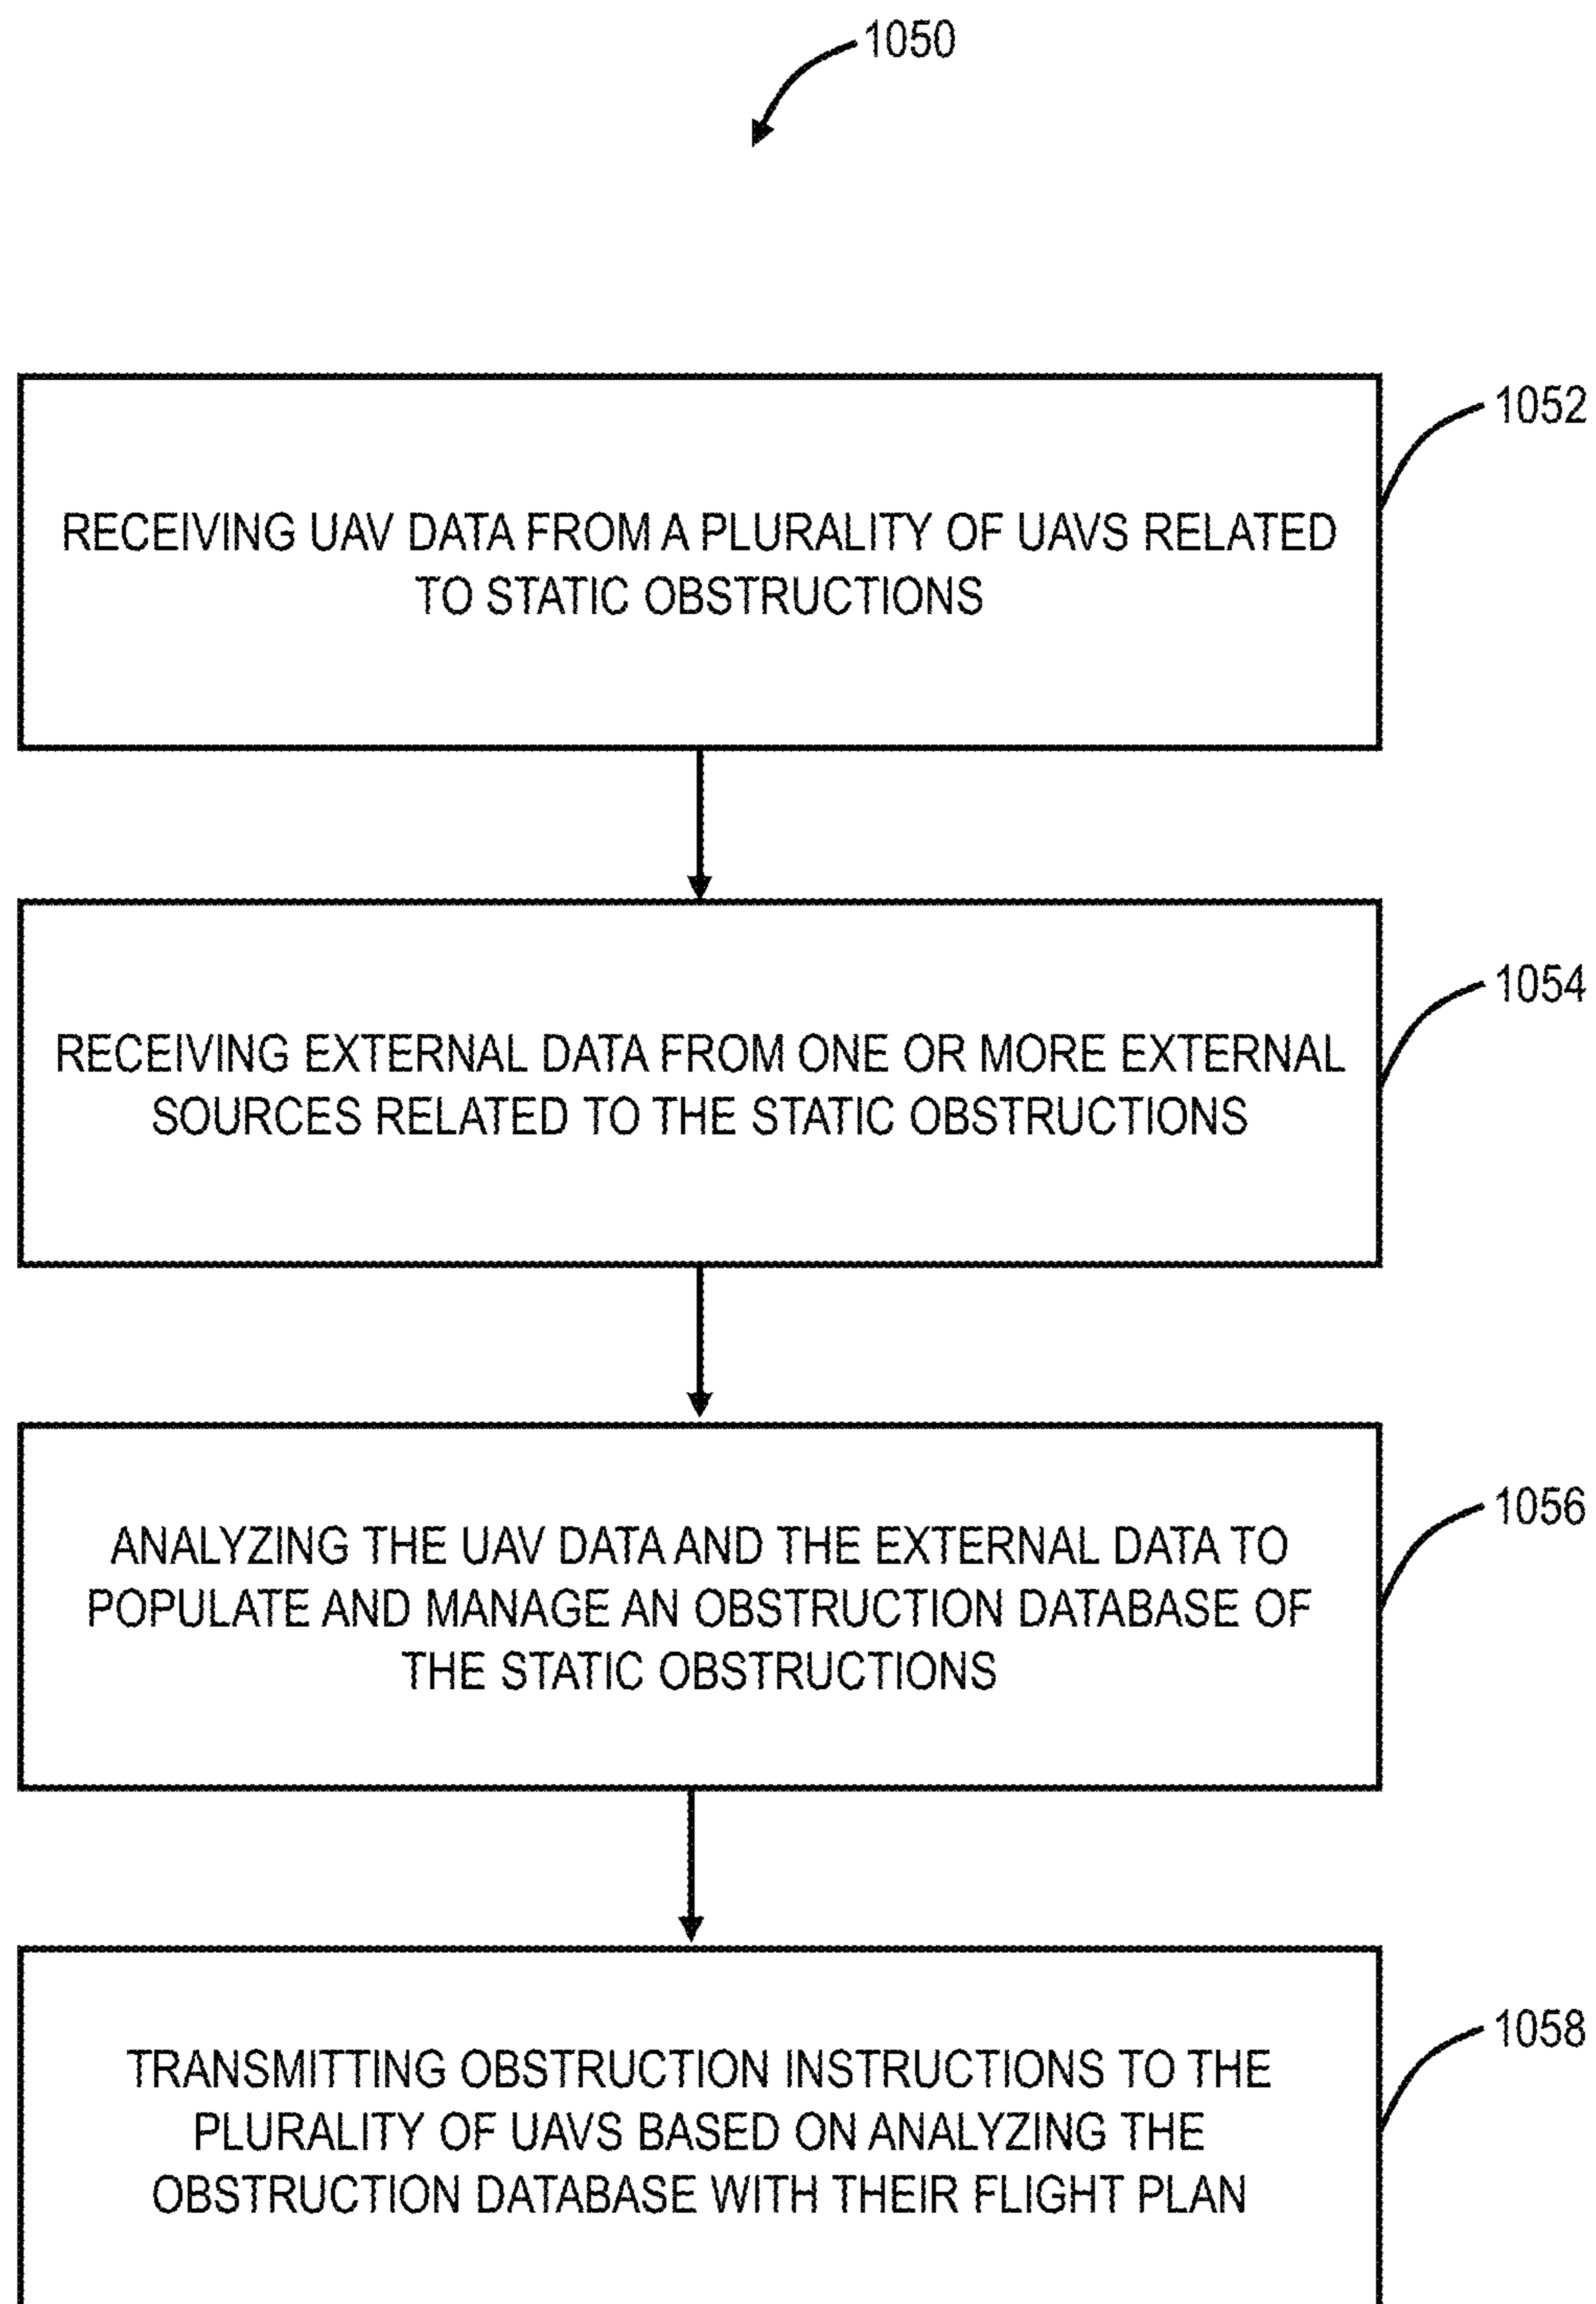 1050
1052
RECEIVING UAV DATA FROM A PLURALITY OF UAVS RELATED
TO STATIC OBSTRUCTIONS
1054
RECEIVING EXTERNAL DATA FROM ONE OR MORE EXTERNAL
SOURCES RELATED TO THE STATIC OBSTRUCTIONS
1056
ANALYZING THE UAV DATA AND THE EXTERNAL DATA TO
POPULATE AND MANAGE AN OBSTRUCTION DATABASE OF
THE STATIC OBSTRUCTIONS
1058
TRANSMITTING OBSTRUCTION INSTRUCTIONS TO THE
PLURALITY OF UAVS BASED ON ANALYZING THE
OBSTRUCTION DATABASE WITH THEIR FLIGHT PLAN